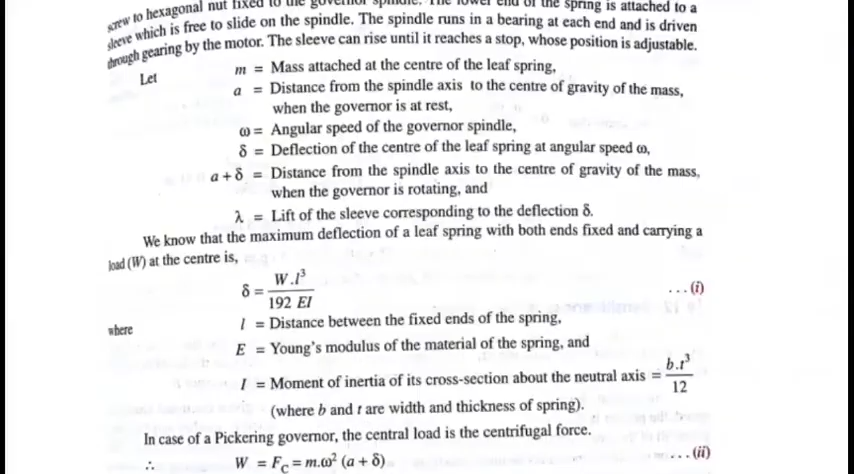 screw to hexagonal nut fixed to the governor spindle. The lower end of the spring is attached to a
sleeve which is free to slide on the spindle. The spindle runs in a bearing at each end and is driven
through gearing by the motor. The sleeve can rise until it reaches a stop, whose position is adjustable.
Let
m = Mass attached at the centre of the leaf spring,
a = Distance from the spindle axis to the centre of gravity of the mass,
when the governor is at rest,
ω = Angular speed of the governor spindle,
δ = Deflection of the centre of the leaf spring at angular speed ω,
a + δ = Distance from the spindle axis to the centre of gravity of the mass,
when the governor is rotating, and
λ = Lift of the sleeve corresponding to the deflection δ.
We know that the maximum deflection of a leaf spring with both ends fixed and carrying a
load (W) at the centre is,
δ = W.l³ / 192 EI ...(i)
where l = Distance between the fixed ends of the spring,
E = Young's modulus of the material of the spring, and
I = Moment of inertia of its cross-section about the neutral axis = b.t³ / 12
(where b and t are width and thickness of spring).
In case of a Pickering governor, the central load is the centrifugal force.
∴ W = F_C = m.ω² (a + δ) ...(ii)